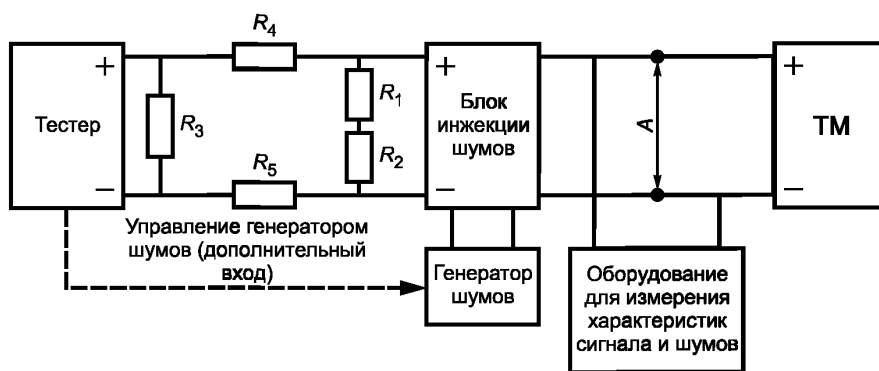 R4
+
+
+
R1
Блок
инжекции
шумов
Тестер
R3
A
ТМ
R2
R5
−
−
−
Управление генератором
шумов (дополнительный
вход)
Генератор
шумов
Оборудование
для измерения
характеристик
сигнала и шумов